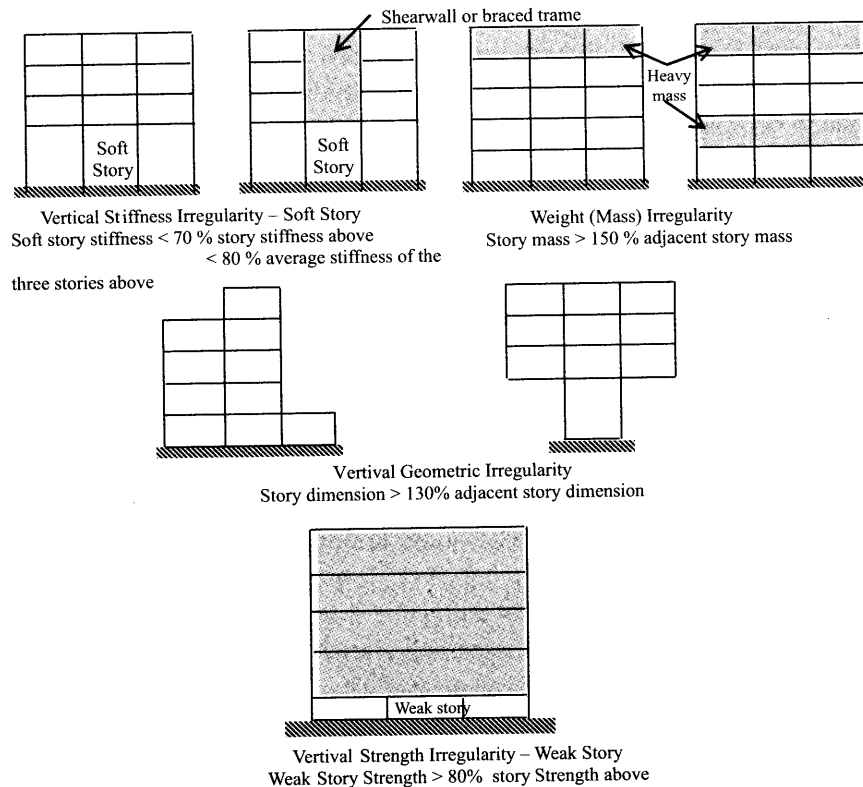 Shearwall or braced trame
Heavy
mass
Soft
Story
Soft
Story
Vertical Stiffness Irregularity – Soft Story
Soft story stiffness < 70 % story stiffness above
< 80 % average stiffness of the
three stories above
Weight (Mass) Irregularity
Story mass > 150 % adjacent story mass
Vertival Geometric Irregularity
Story dimension > 130% adjacent story dimension
Weak story
Vertival Strength Irregularity – Weak Story
Weak Story Strength > 80% story Strength above